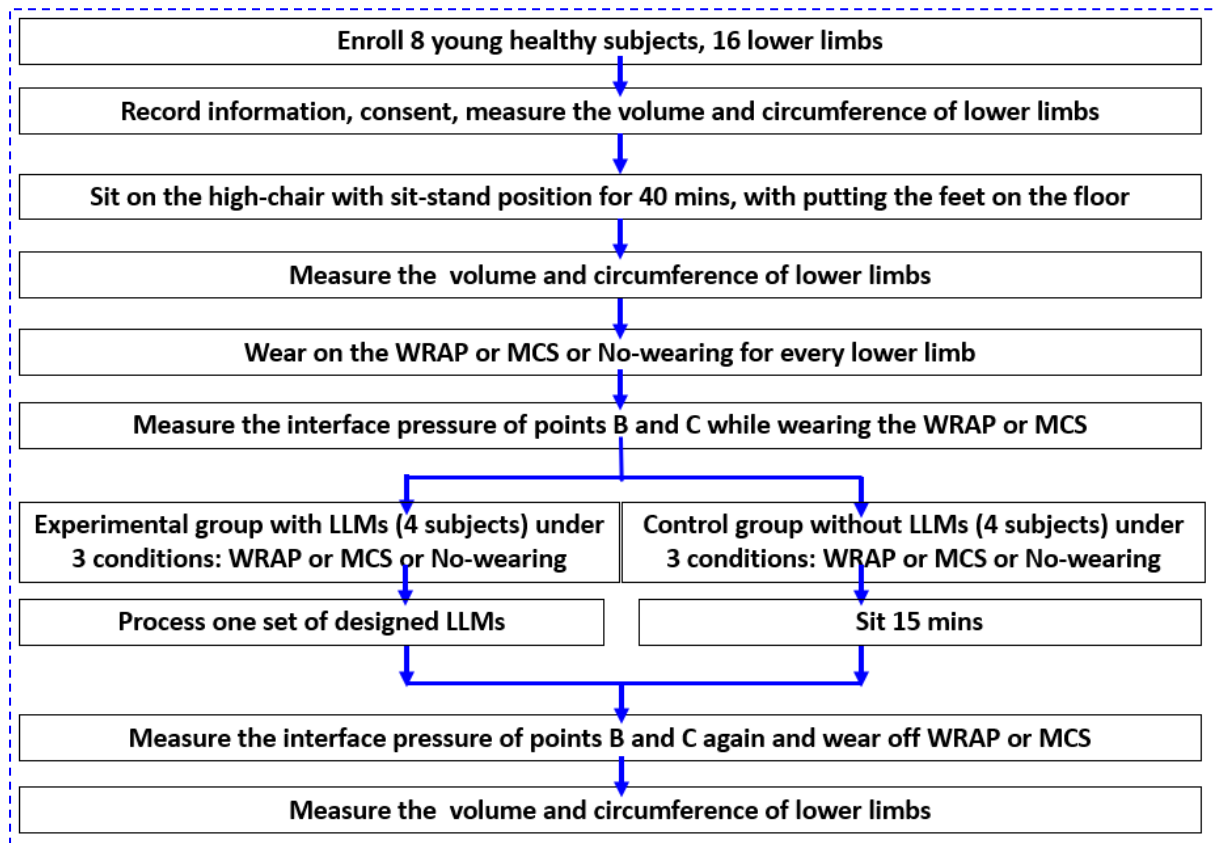 Enroll 8 young healthy subjects, 16 lower limbs
Record information, consent, measure the volume and circumference of lower limbs
Sit on the high-chair with sit-stand position for 40 mins, with putting the feet on the floor
Measure the volume and circumference of lower limbs
Wear on the WRAP or MCS or No-wearing for every lower limb
Measure the interface pressure of points B and C while wearing the WRAP or MCS
Experimental group with LLMs (4 subjects) under
3 conditions: WRAP or MCS or No-wearing
Control group without LLMs (4 subjects) under
3 conditions: WRAP or MCS or No-wearing
Process one set of designed LLMs
Sit 15 mins
Measure the interface pressure of points B and C again and wear off WRAP or MCS
Measure the volume and circumference of lower limbs